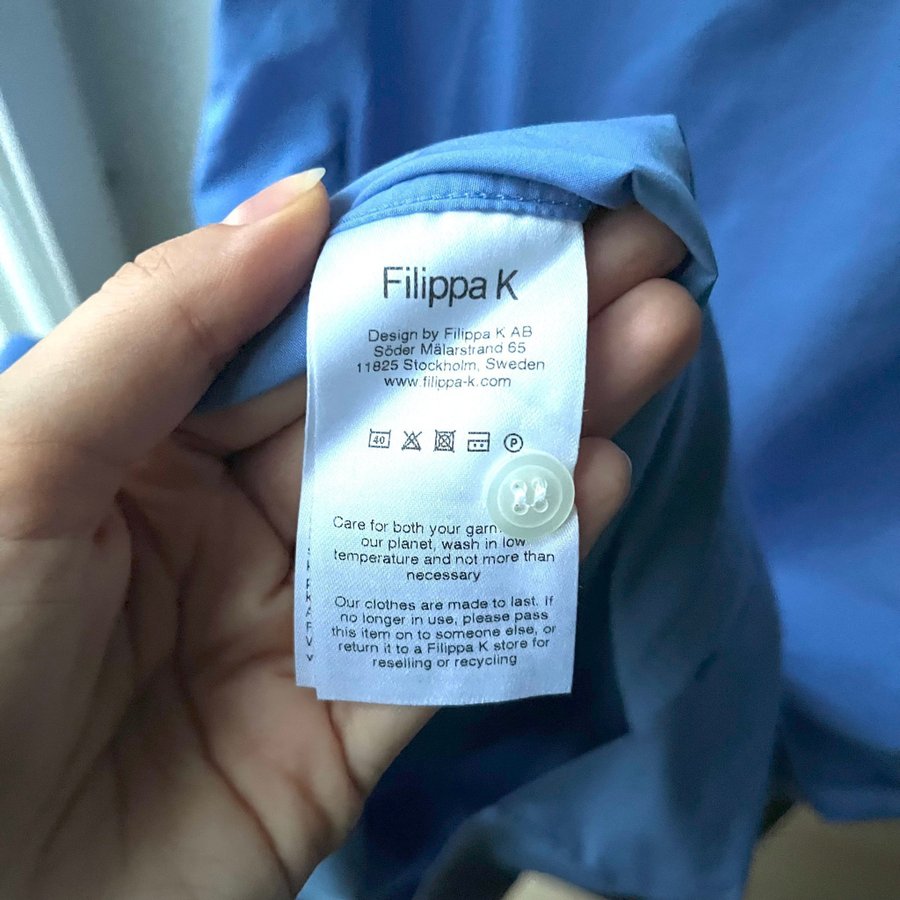 Filippa K
Design by Filippa K AB
Söder Mälarstrand 65
11825 Stockholm, Sweden
www.filippa-k.com
40
P
Care for both your
our planet, wash in low
temperature and not more than
necessary
Our clothes are made to last. If
no longer in use, please pass
this item on to someone else, or
return it to a Filippa K store for
reselling or recycling